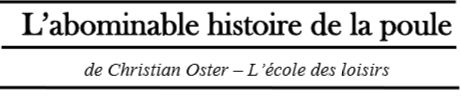 L’abominable histoire de la poule
de Christian Oster – L’école des loisirs